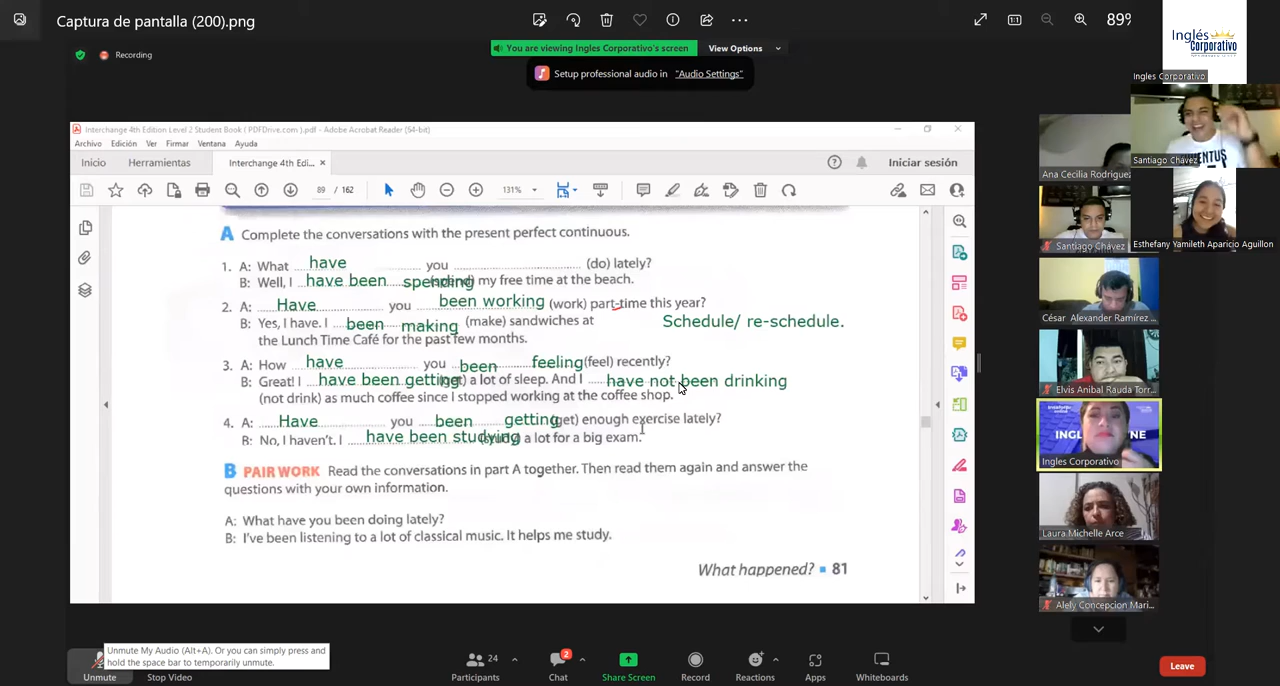 Captura de pantalla (200).png
89%
Recording
You are viewing Ingles Corporativo's screen
View Options
Setup professional audio in "Audio Settings"
Inglés
Corporativo
Ingles Corporativo
Interchange 4th Edition Level 2 Student Book ( PDFDrive.com ).pdf - Adobe Acrobat Reader (64-bit)
Archivo Edición Ver Firmar Ventana Ayuda
Inicio Herramientas Interchange 4th Edi... × Iniciar sesión
89 / 162 131%
A Complete the conversations with the present perfect continuous.
1. A: What have you (do) lately?
B: Well, I have been spending my free time at the beach.
2. A: Have you been working (work) part-time this year?
B: Yes, I have. I been making (make) sandwiches at
the Lunch Time Café for the past few months.
Schedule/ re-schedule.
3. A: How have you been feeling (feel) recently?
B: Great! I have been getting a lot of sleep. And I have not been drinking
(not drink) as much coffee since I stopped working at the coffee shop.
4. A: Have you been getting (get) enough exercise lately?
B: No, I haven't. I have been studying a lot for a big exam.
B PAIR WORK Read the conversations in part A together. Then read them again and answer the
questions with your own information.
A: What have you been doing lately?
B: I've been listening to a lot of classical music. It helps me study.
What happened? ▪ 81
Ana Cecilia Rodrigue
Santiago Chávez
Santiago Chávez
Esthefany Yamileth Aparicio Aguillon
César Alexander Ramírez ...
Elvis Anibal Rauda Torr...
Ingles Corporativo
Laura Michelle Arce
Alely Concepcion Mari...
Unmute My Audio (Alt+A). Or you can simply press and
hold the space bar to temporarily unmute.
Unmute
Stop Video
24
Participants
2
Chat
Share Screen
Record
Reactions
Apps
Whiteboards
Leave